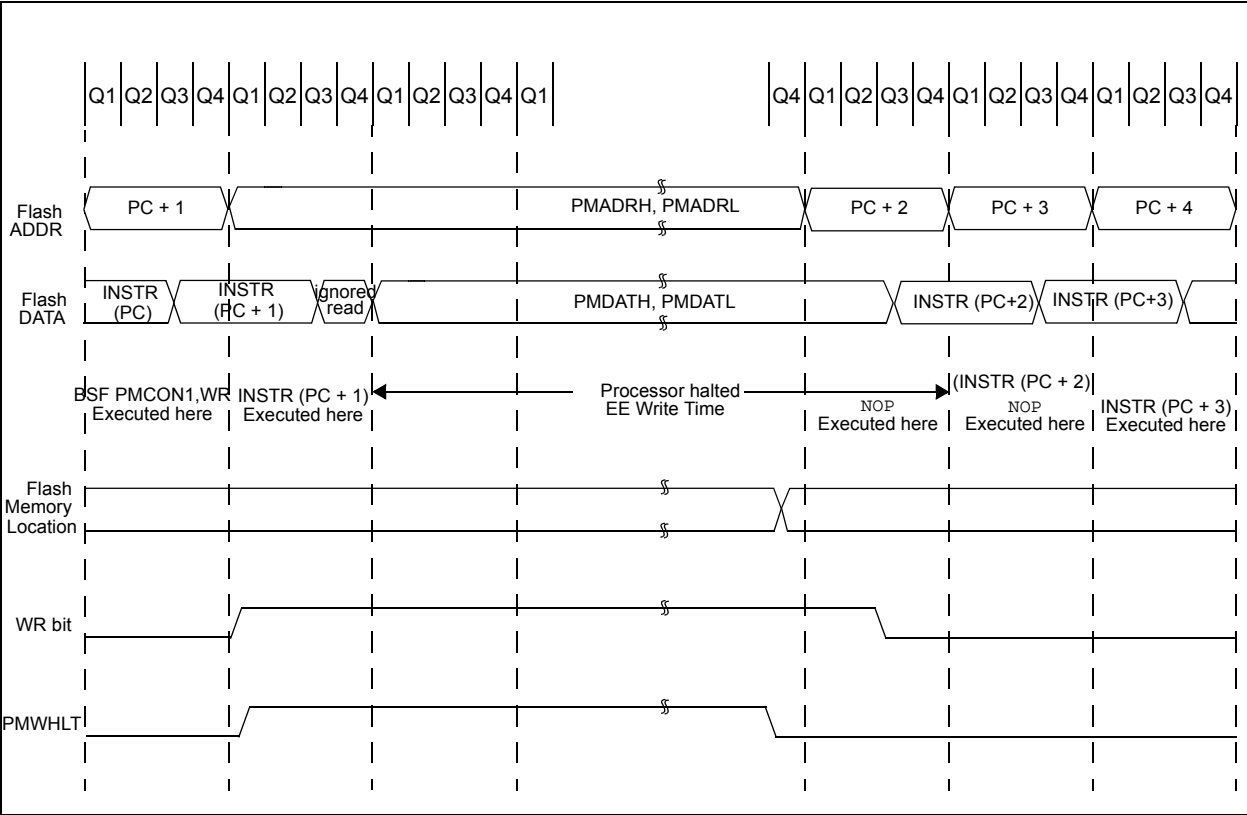 Q1 Q2 Q3 Q4 Q1 Q2 Q3 Q4 Q1 Q2 Q3 Q4 Q1 Q4 Q1 Q2 Q3 Q4 Q1 Q2 Q3 Q4 Q1 Q2 Q3 Q4
Flash
ADDR
PC + 1
PMADRH, PMADRL
PC + 2
PC + 3
PC + 4
Flash
DATA
INSTR
(PC)
INSTR
(PC + 1)
ignored
read
PMDATH, PMDATL
INSTR (PC+2)
INSTR (PC+3)
BSF PMCON1,WR
Executed here
INSTR (PC + 1)
Executed here
Processor halted
EE Write Time
NOP
Executed here
(INSTR (PC + 2)
NOP
Executed here
INSTR (PC + 3)
Executed here
Flash
Memory
Location
WR bit
PMWHLT